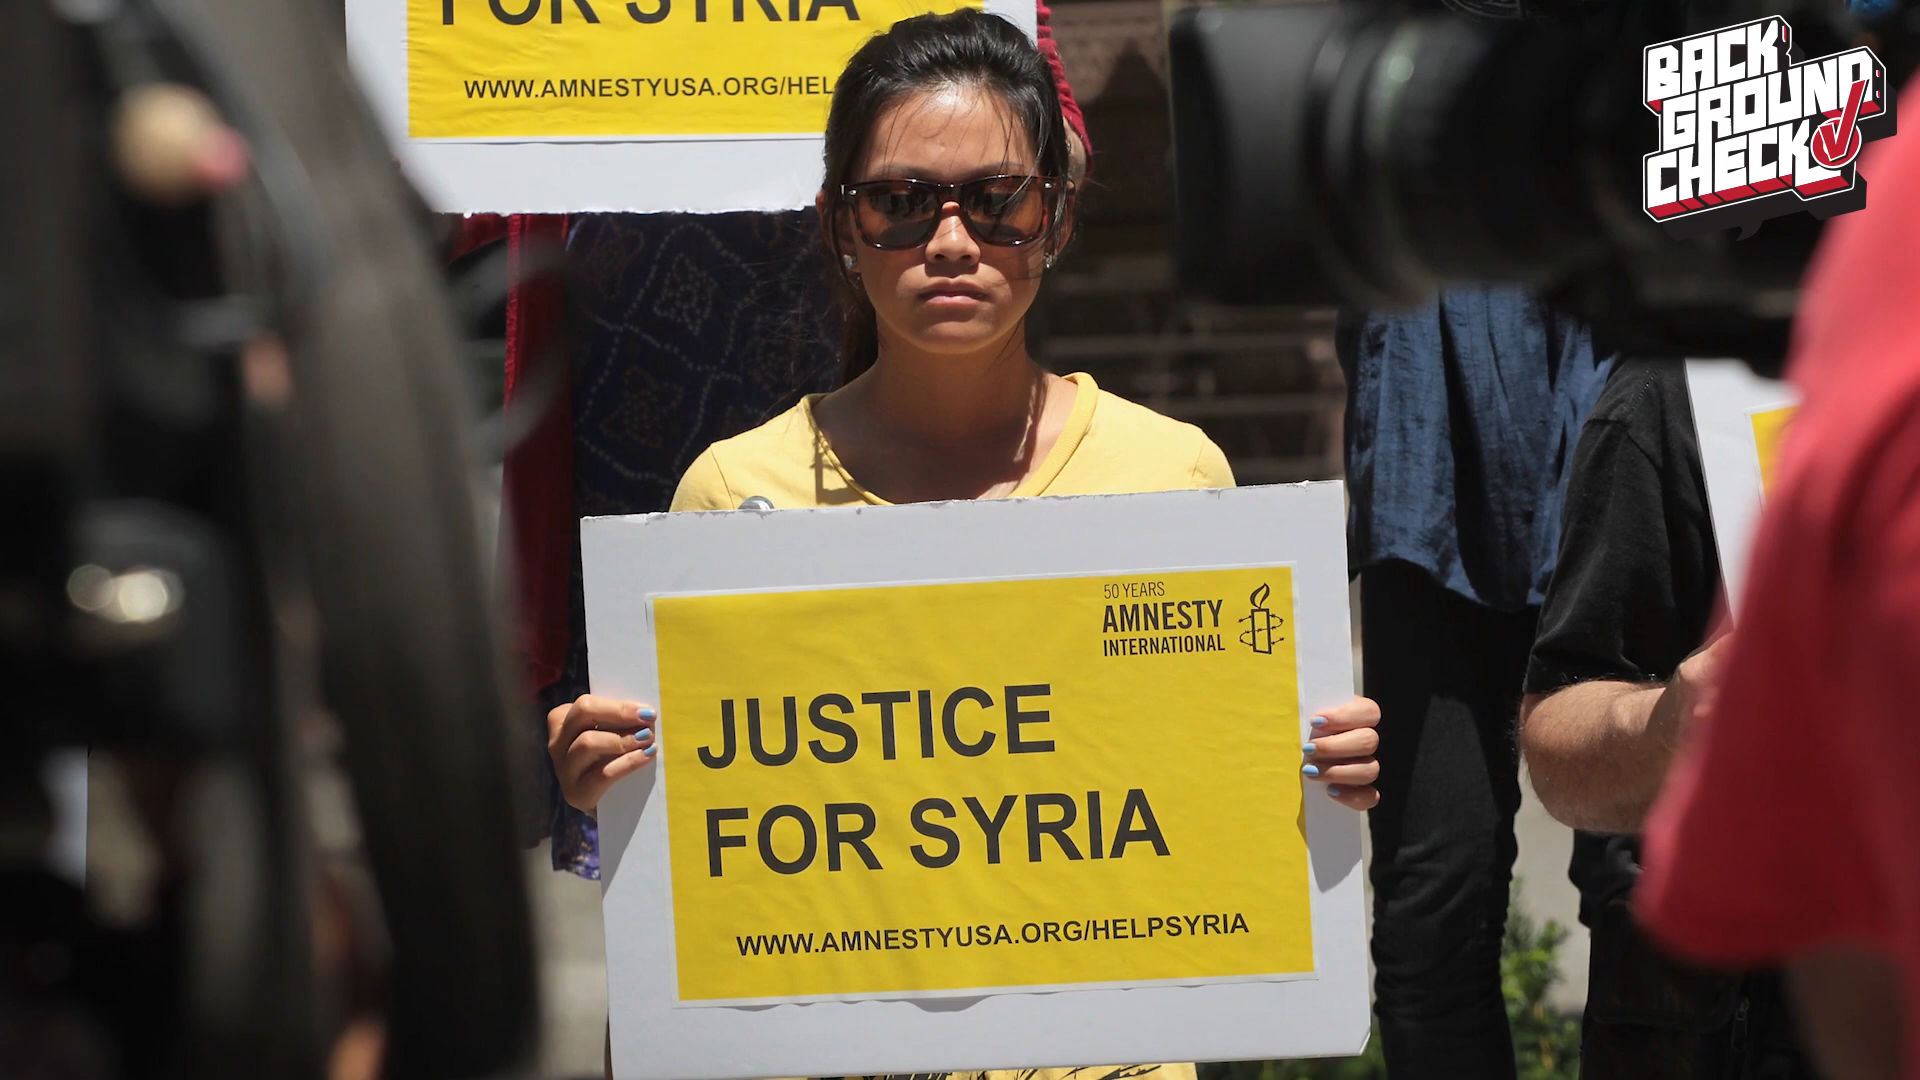 FOR SYRIA
WWW.AMNESTYUSA.ORG/HEL
BACK
GROUND
CHECK
50 YEARS
AMNESTY
INTERNATIONAL
JUSTICE
FOR SYRIA
WWW.AMNESTYUSA.ORG/HELPSYRIA